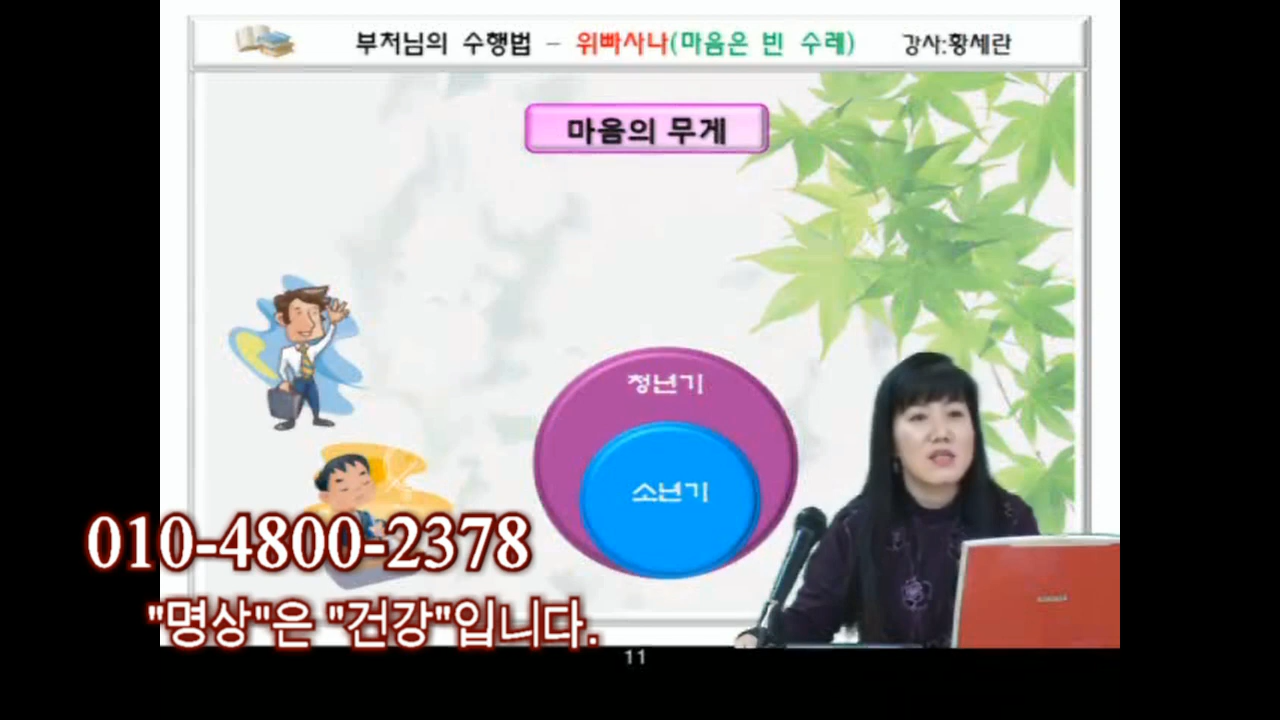 부처님의 수행법 - 위빠사나(마음은 빈 수레) 강사:황세란
마음의 무게
청년기
소년기
010-4800-2378
"명상"은 "건강"입니다.
11